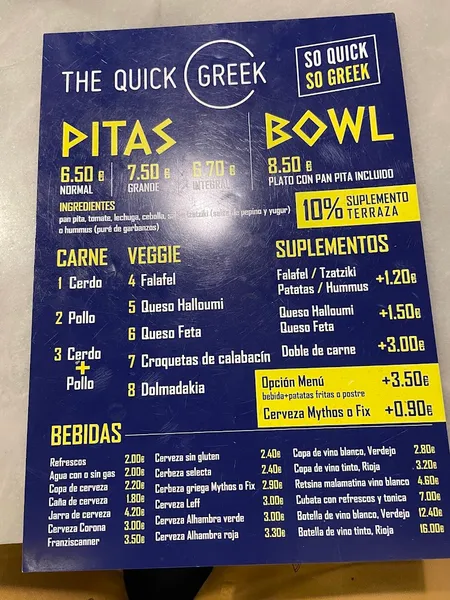 THE QUICK GREEK
SO QUICK
SO GREEK
PITAS
6.50 €
NORMAL
7.50 €
GRANDE
6.70 €
INTEGRAL
BOWL
8.50 €
PLATO CON PAN PITA INCLUIDO
INGREDIENTES
pan pita, tomate, lechuga, cebolla, tzatziki (salsa de pepino y yugur)
o hummus (puré de garbanzos)
10% SUPLEMENTO
TERRAZA
CARNE
1 Cerdo
2 Pollo
3 Cerdo
+
Pollo
VEGGIE
4 Falafel
5 Queso Halloumi
6 Queso Feta
7 Croquetas de calabacín
8 Dolmadakia
SUPLEMENTOS
Falafel / Tzatziki
Patatas / Hummus
+1.20€
Queso Halloumi
Queso Feta
+1.50€
Doble de carne +3.00€
Opción Menú +3.50€
bebida+patatas fritas o postre
Cerveza Mythos o Fix +0.90€
BEBIDAS
Refrescos 2.00€
Agua con o sin gas 2.00€
Copa de cerveza 2.20€
Caña de cerveza 1.80€
Jarra de cerveza 4.20€
Cerveza Corona 3.00€
Franziscanner 3.50€
Cerveza sin gluten 2.40€
Cerbeza selecta 2.40€
Cerbeza griega Mythos o Fix 2.90€
Cerveza Leff 3.00€
Cerveza Alhambra verde 3.00€
Cerveza Alhambra roja 3.30€
Copa de vino blanco, Verdejo 2.80€
Copa de vino tinto, Rioja 3.20€
Retsina malamatina vino blanco 4.60€
Cubata con refrescos y tonica 7.00€
Botella de vino blanco, Verdejo 12.40€
Botella de vino tinto, Rioja 16.00€